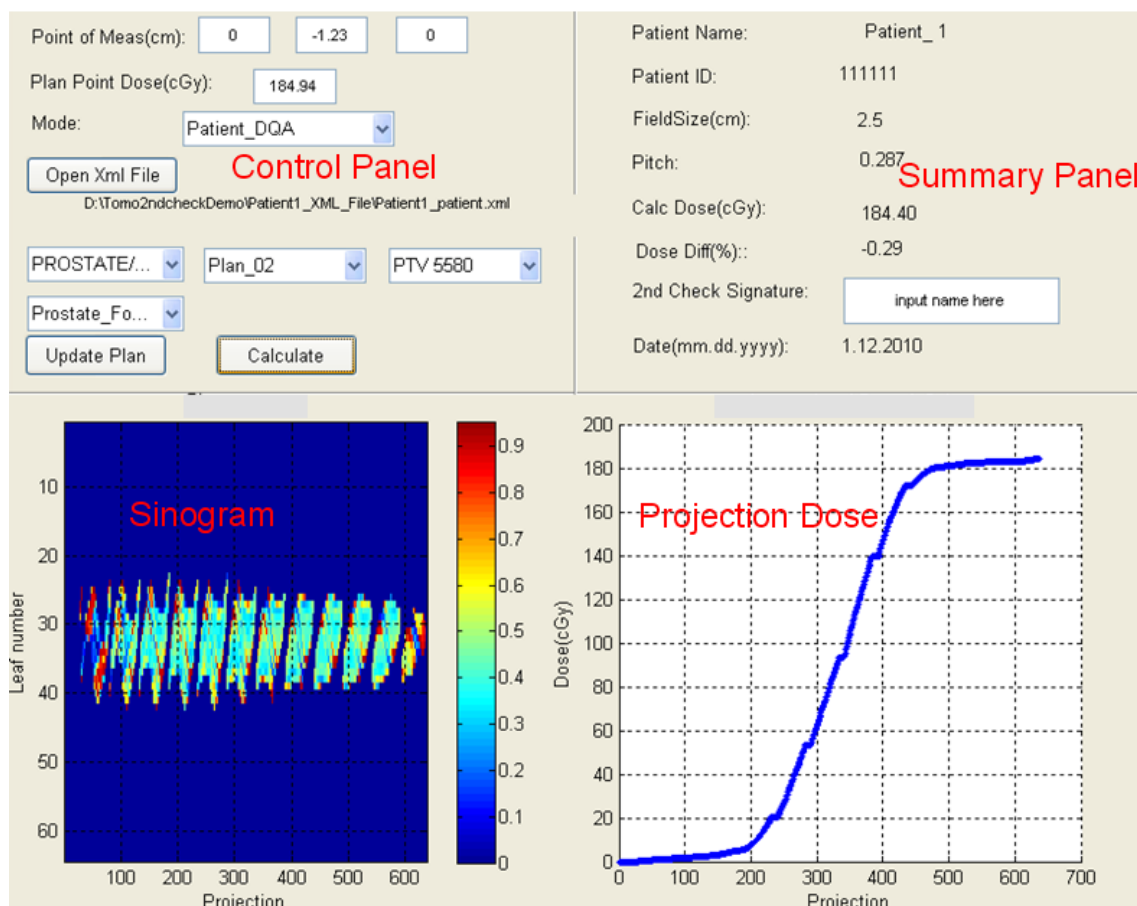 Point of Meas(cm): 0 -1.23 0
Plan Point Dose(cGy): 184.94
Mode: Patient_DQA
Open Xml File
Control Panel
D:\Tomo2ndcheckDemo\Patient1_XML_File\Patient1_patient.xml
PROSTATE/... Plan_02 PTV 5580
Prostate_Fo...
Update Plan Calculate
Patient Name: Patient_ 1
Patient ID: 111111
FieldSize(cm): 2.5
Pitch: 0.287
Summary Panel
Calc Dose(cGy): 184.40
Dose Diff(%):: -0.29
2nd Check Signature: input name here
Date(mm.dd.yyyy): 1.12.2010
Sinogram
Leaf number
10
20
30
40
50
60
100 200 300 400 500 600
Projection
0.9
0.8
0.7
0.6
0.5
0.4
0.3
0.2
0.1
0
Projection Dose
Dose(cGy)
200
180
160
140
120
100
80
60
40
20
0
0 100 200 300 400 500 600 700
Projection